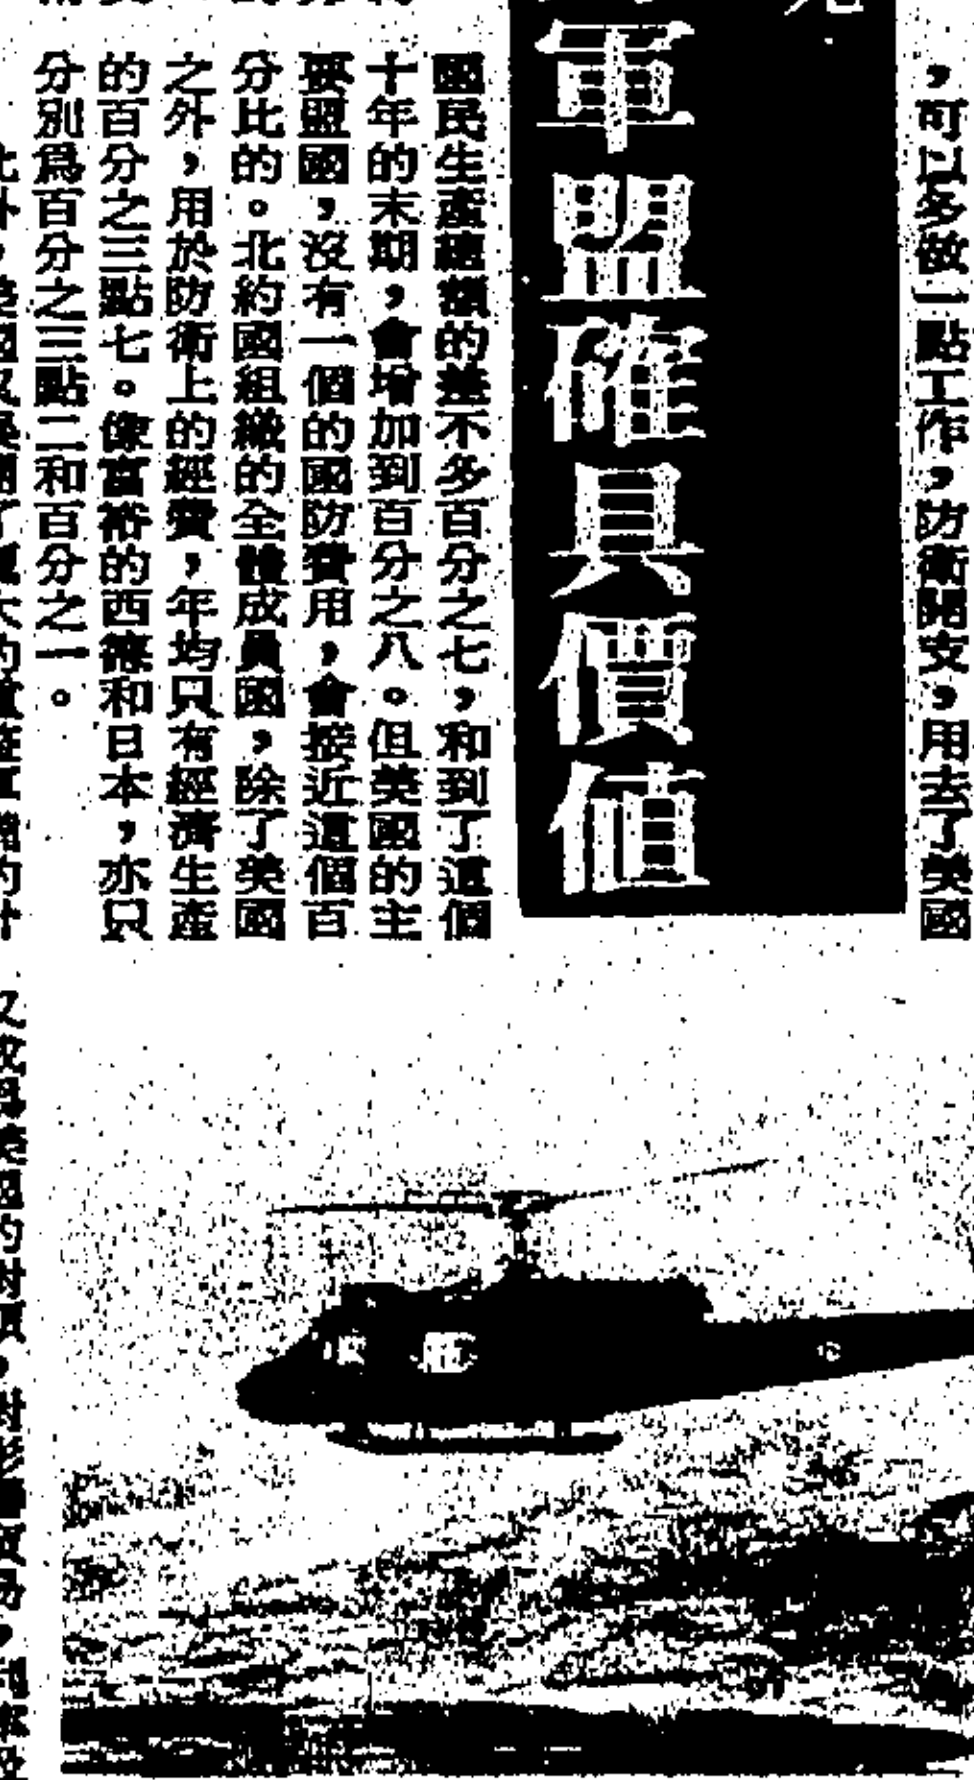 ，可以多做一點工作，防衛開支，用去了美國
軍盟確具價值
國民生產總額的差不多百分之七，和到了這個
十年的末期，會增加到百分之八。但美國的主
要盟國，沒有一個的國防費用，會接近這個百
分比的。北約國組織的全體成員國，除了美國
之外，用於防衛上的經費，年均只有經濟生產
的百分之三點七。像富裕的西德和日本，亦只
分別為百分之三點二和百分之一。